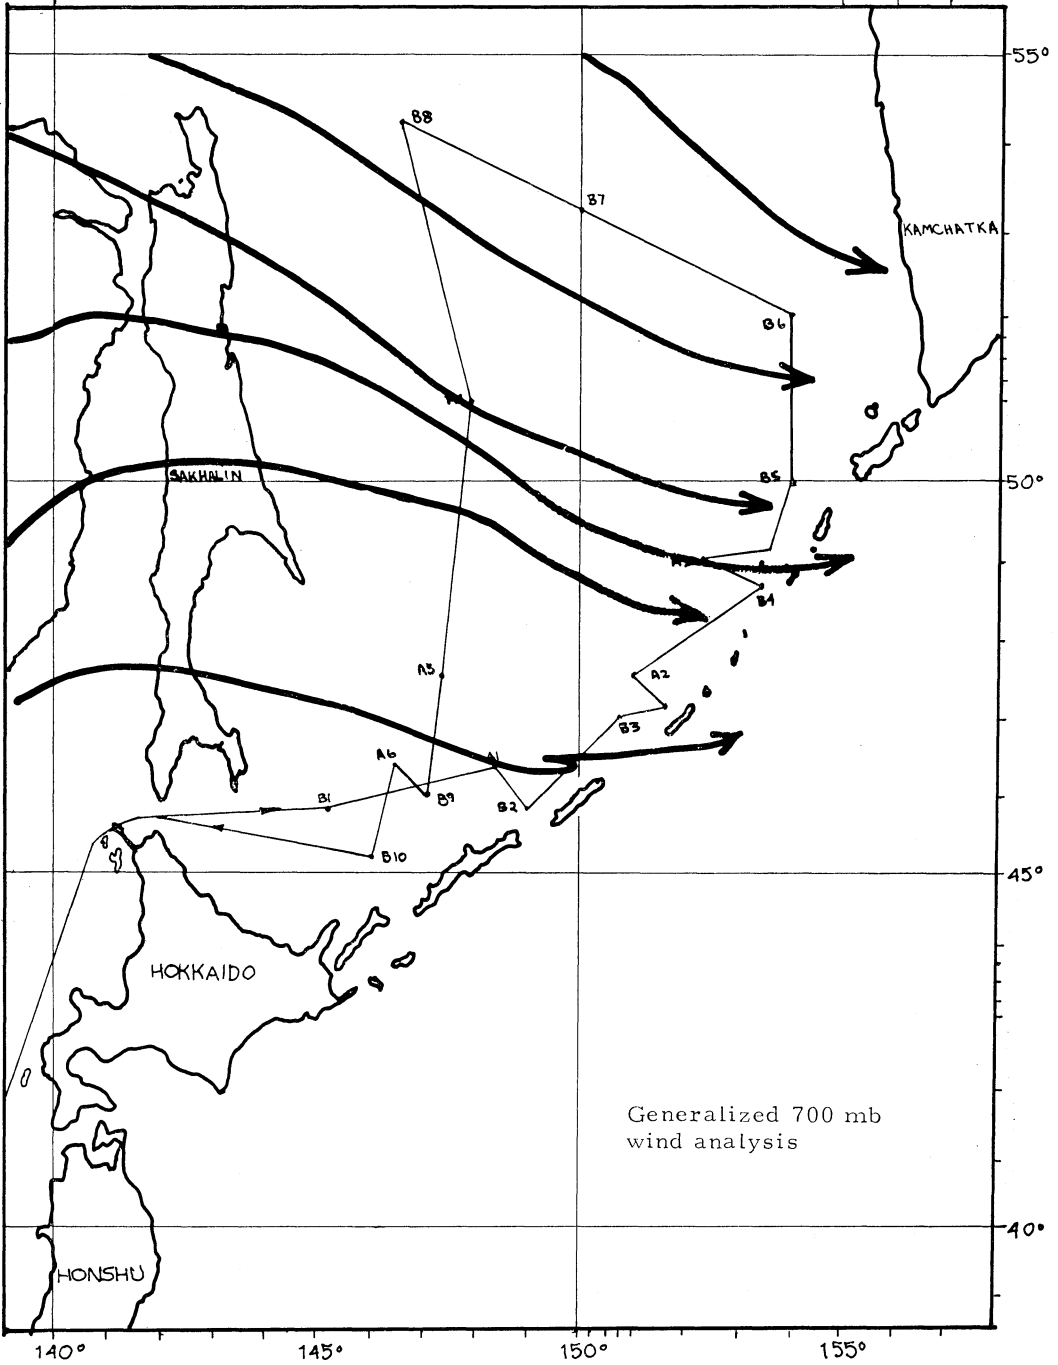 55°
B8
B7
KAMCHATKA
B6
SAKHALIN
B5
50°
B4
A5
A2
B3
A6
A1
B1
B9
B2
B10
45°
HOKKAIDO
Generalized 700 mb
wind analysis
40°
HONSHU
140°
145°
150°
155°